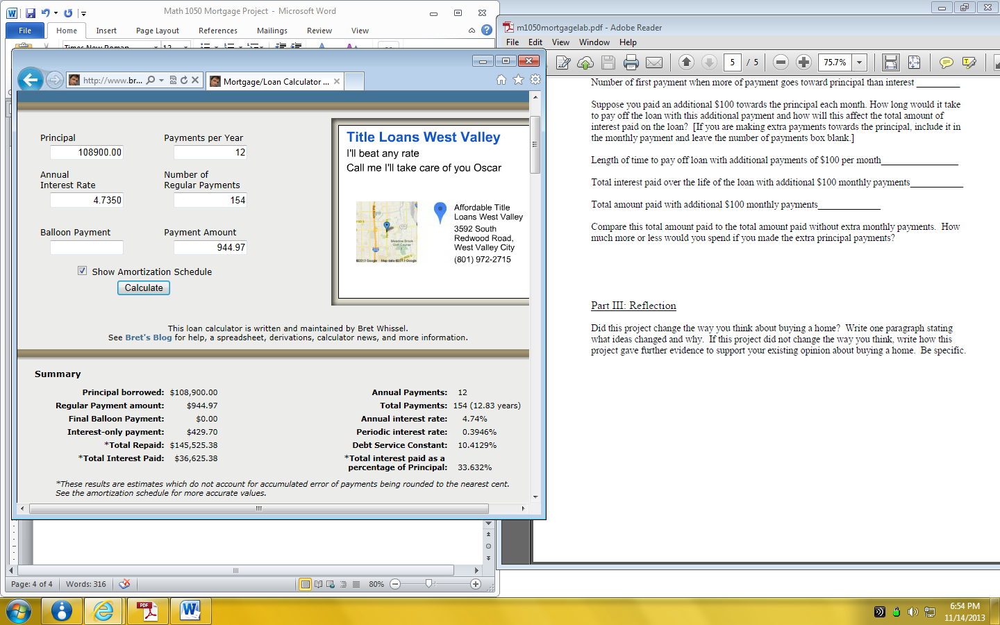 Math 1050 Mortgage Project - Microsoft Word
File Home Insert Page Layout References Mailings Review View
Times New Roman 12
http://www.br... Mortgage/Loan Calculator ...
Principal Payments per Year
108900.00 12
Annual Interest Rate Number of Regular Payments
4.7350 154
Balloon Payment Payment Amount
944.97
Show Amortization Schedule
Calculate
Title Loans West Valley
I'll beat any rate
Call me I'll take care of you Oscar
Affordable Title
Loans West Valley
3592 South
Redwood Road,
West Valley City
(801) 972-2715
©2013 Google Map data ©2013 Google
This loan calculator is written and maintained by Bret Whissel.
See Bret's Blog for help, a spreadsheet, derivations, calculator news, and more information.
Summary
Principal borrowed: $108,900.00 Annual Payments: 12
Regular Payment amount: $944.97 Total Payments: 154 (12.83 years)
Final Balloon Payment: $0.00 Annual interest rate: 4.74%
Interest-only payment: $429.70 Periodic interest rate: 0.3946%
*Total Repaid: $145,525.38 Debt Service Constant: 10.4129%
*Total Interest Paid: $36,625.38 *Total interest paid as a
percentage of Principal: 33.632%
*These results are estimates which do not account for accumulated error of payments being rounded to the nearest cent.
See the amortization schedule for more accurate values.
Page: 4 of 4 Words: 316 80%
m1050mortgagelab.pdf - Adobe Reader
File Edit View Window Help
5 / 5 75.7%
Number of first payment when more of payment goes toward principal than interest _________
Suppose you paid an additional $100 towards the principal each month. How long would it take
to pay off the loan with this additional payment and how will this affect the total amount of
interest paid on the loan? [If you are making extra payments towards the principal, include it in
the monthly payment and leave the number of payments box blank.]
Length of time to pay off loan with additional payments of $100 per month________________
Total interest paid over the life of the loan with additional $100 monthly payments___________
Total amount paid with additional $100 monthly payments_____________
Compare this total amount paid to the total amount paid without extra monthly payments. How
much more or less would you spend if you made the extra principal payments?
Part III: Reflection
Did this project change the way you think about buying a home? Write one paragraph stating
what ideas changed and why. If this project did not change the way you think, write how this
project gave further evidence to support your existing opinion about buying a home. Be specific.
6:54 PM
11/14/2013